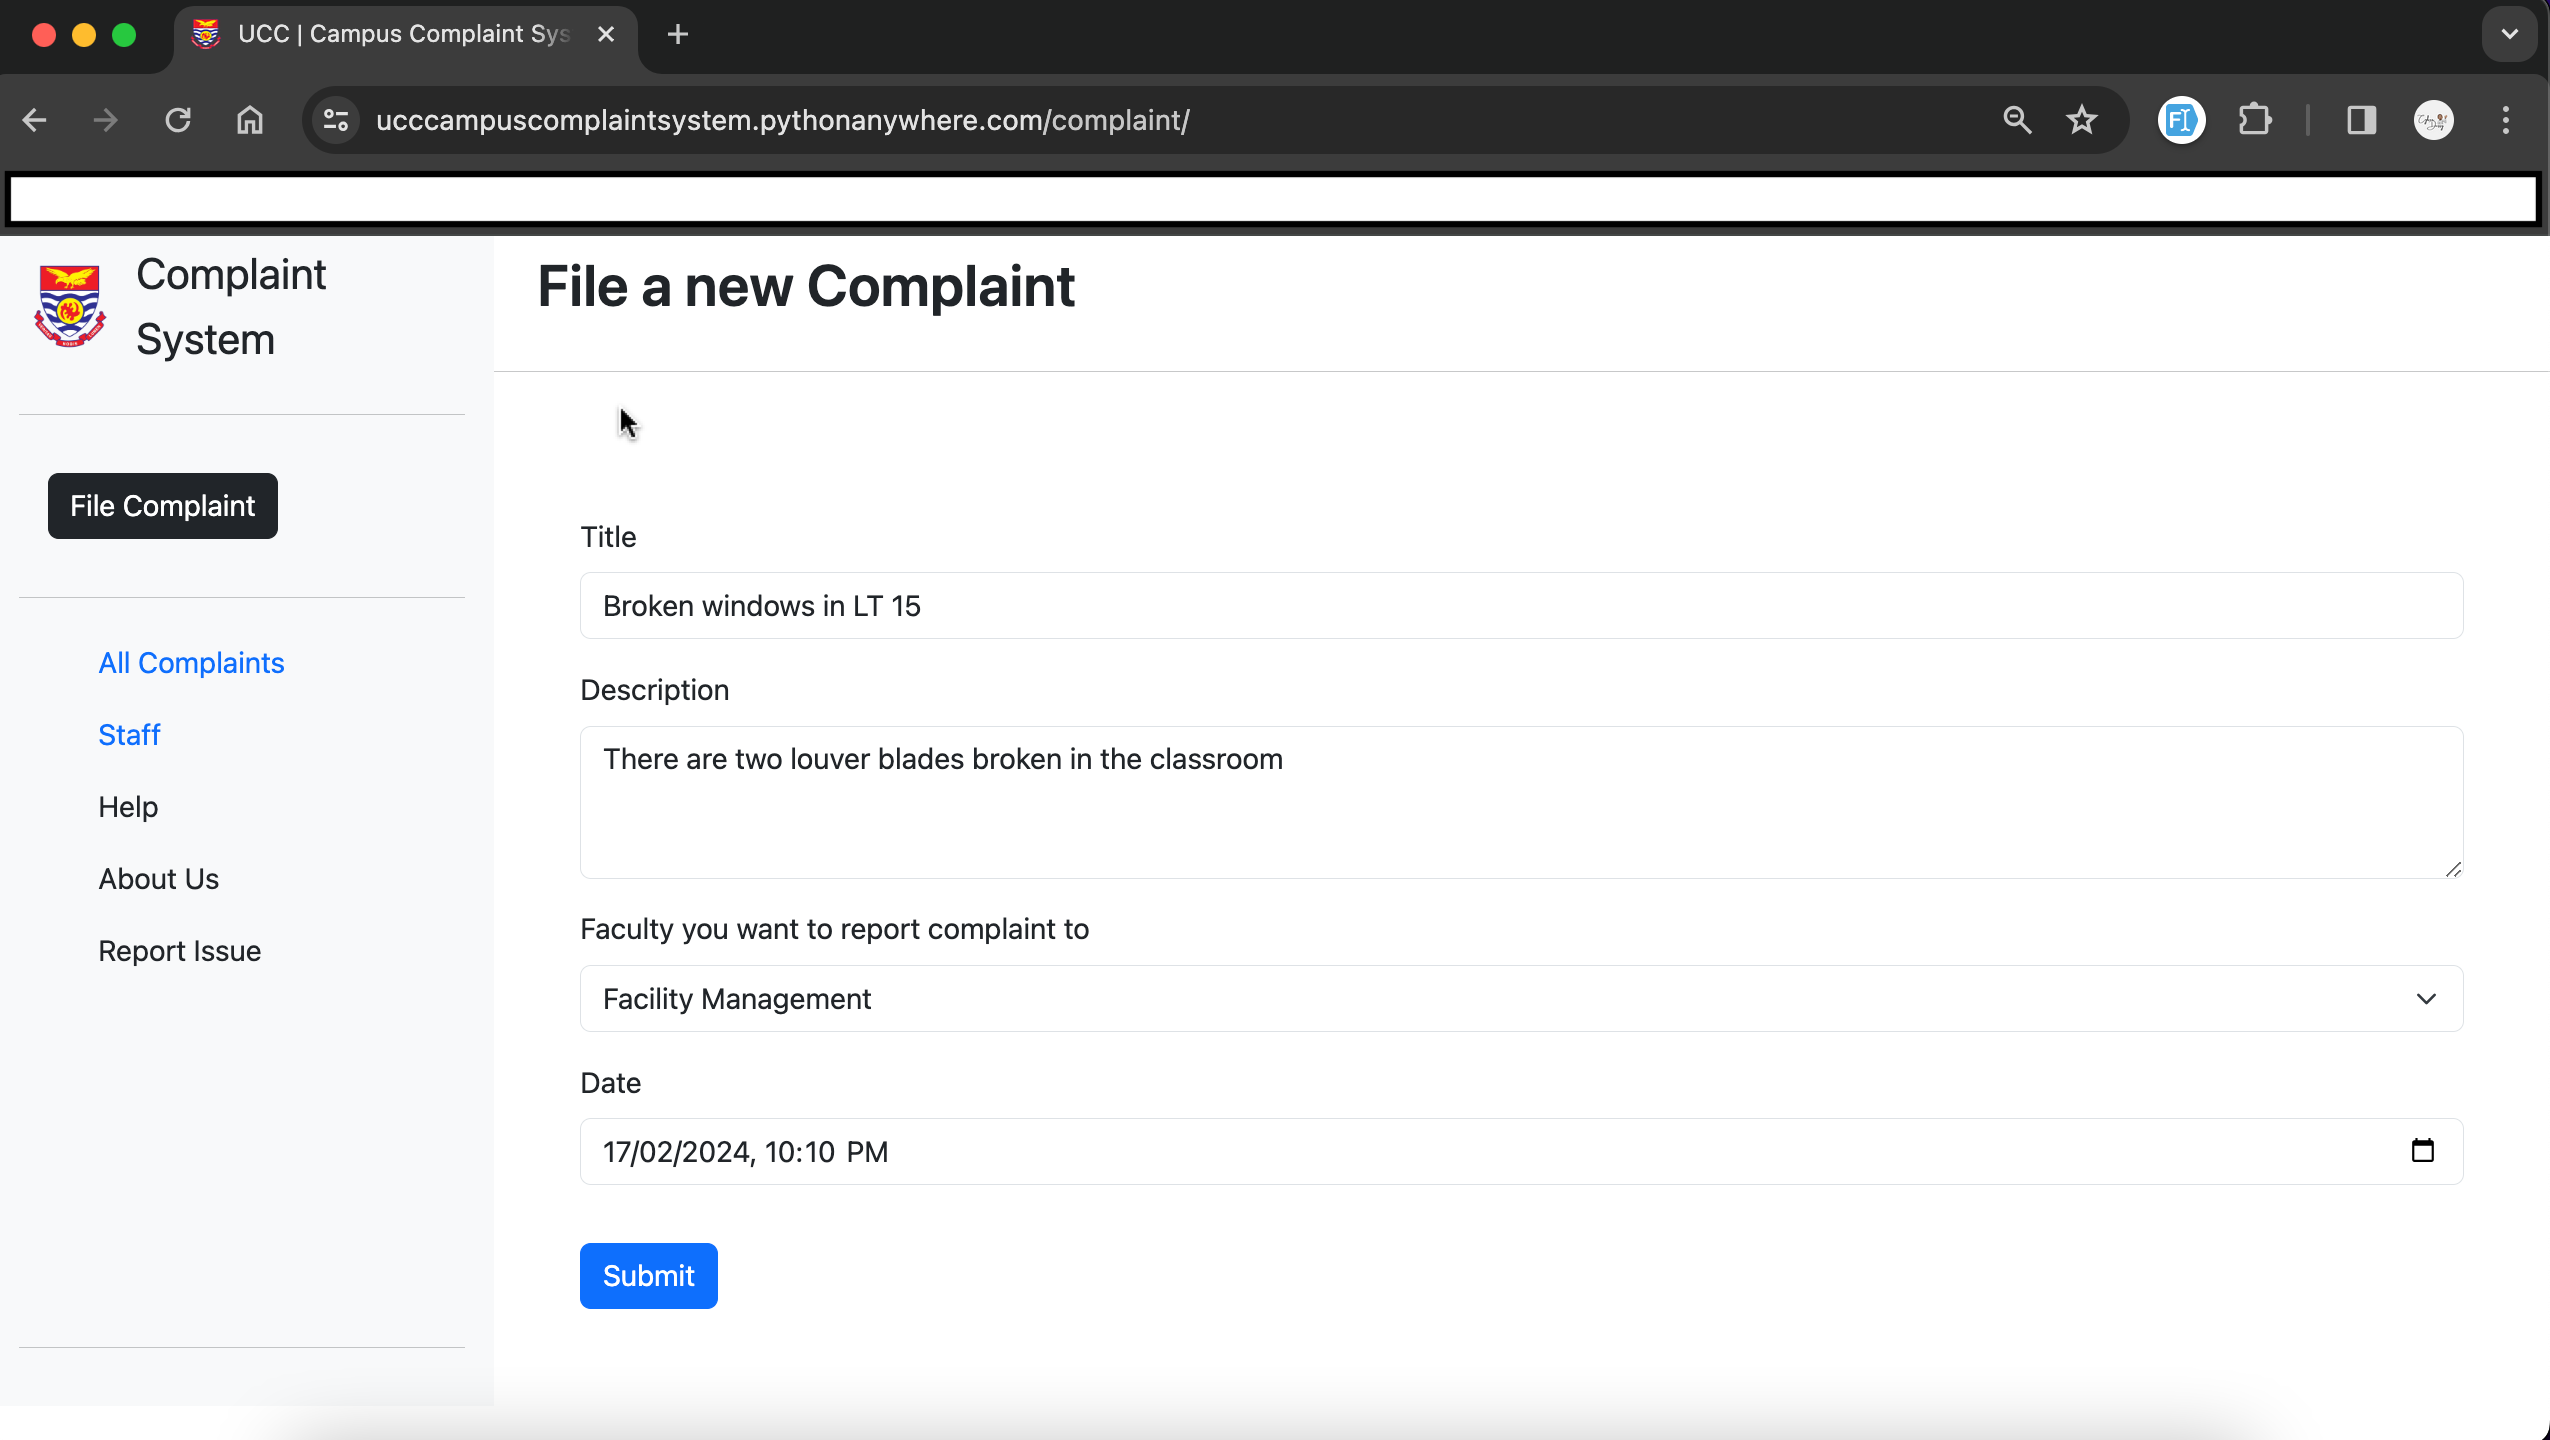 UCC | Campus Complaint Sys
ucccampuscomplaintsystem.pythonanywhere.com/complaint/
Complaint
System
File Complaint
All Complaints
Staff
Help
About Us
Report Issue
File a new Complaint
Title
Broken windows in LT 15
Description
There are two louver blades broken in the classroom
Faculty you want to report complaint to
Facility Management
Date
17/02/2024, 10:10 PM
Submit